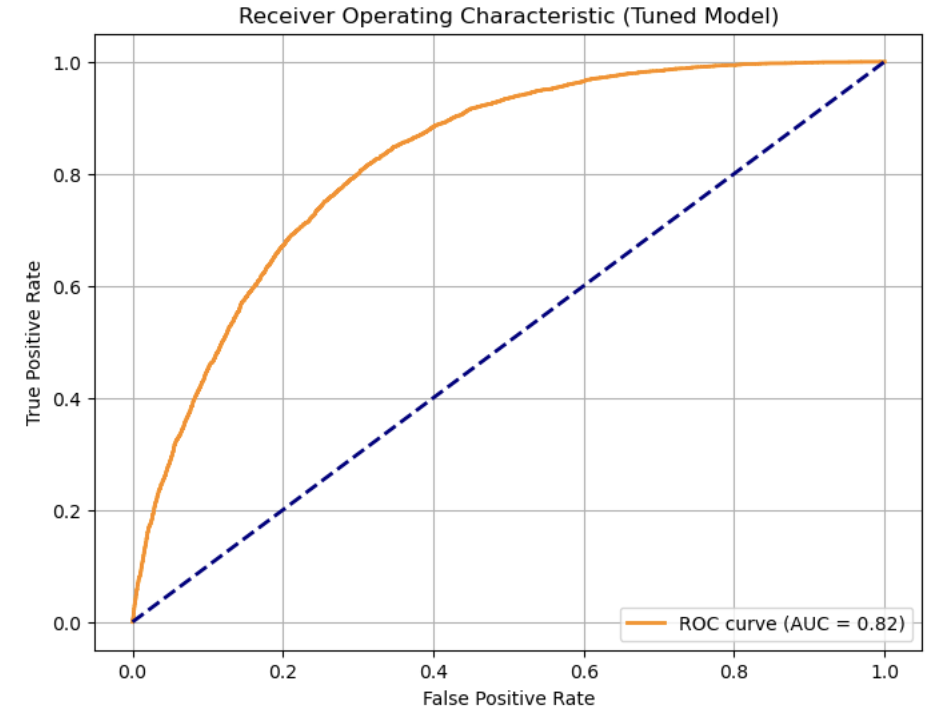 Receiver Operating Characteristic (Tuned Model)
True Positive Rate
1.0
0.8
0.6
0.4
0.2
0.0
ROC curve (AUC = 0.82)
0.0 0.2 0.4 0.6 0.8 1.0
False Positive Rate